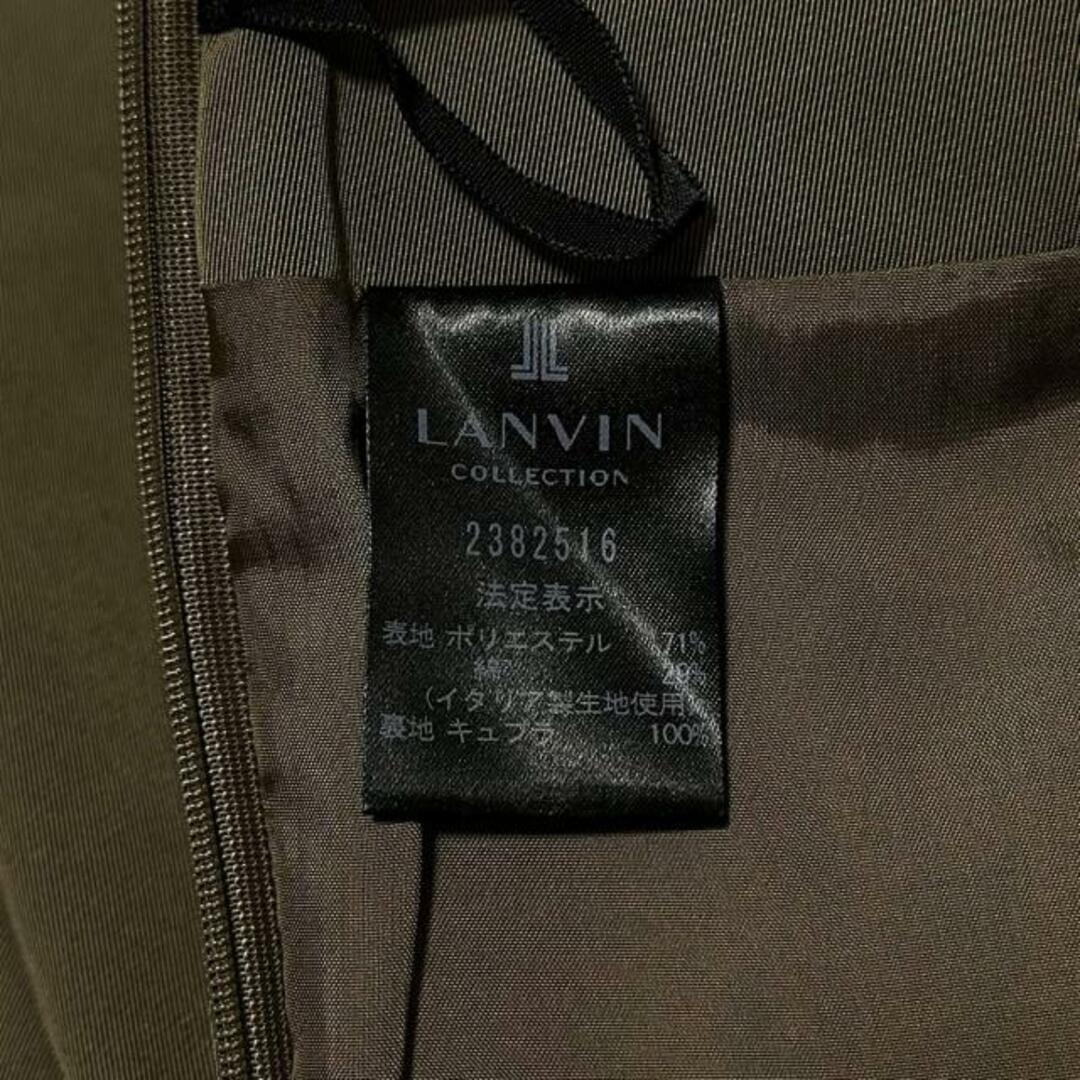 LANVIN
COLLECTION
2382516
法定表示
表地 ポリエステル 71%
綿 29%
(イタリア製生地使用)
裏地 キュプラ 100%